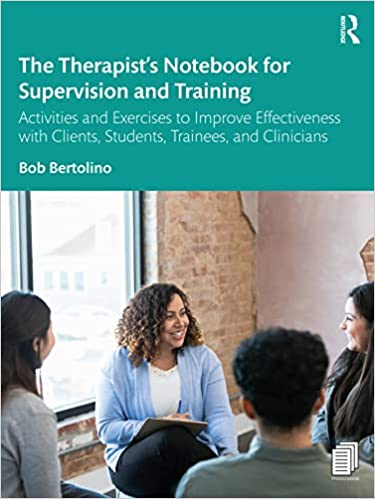 R
ROUTLEDGE
The Therapist's Notebook for
Supervision and Training
Activities and Exercises to Improve Effectiveness
with Clients, Students, Trainees, and Clinicians
Bob Bertolino